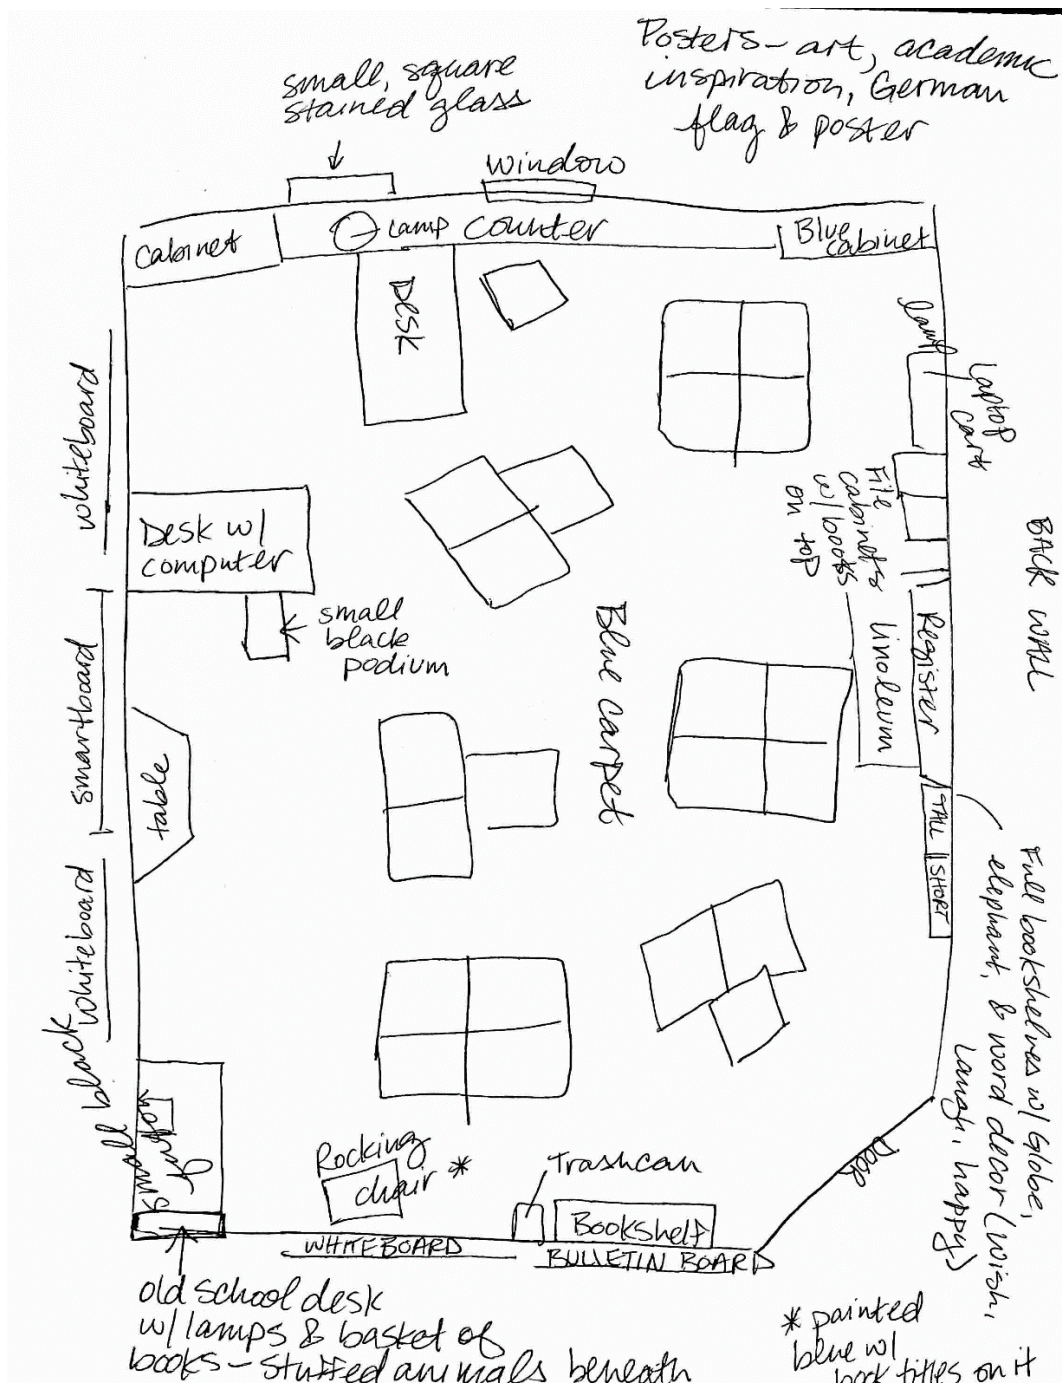 Posters- art, academic
inspiration, German
flag & poster
small, square
stained glass
window
Cabinet
Lamp
Counter
Blue
cabinet
DESK
lamp
Laptop
cart
whiteboard
File
cabinets
w/ books
on top
BACK WALL
Desk w/
computer
small
black
podium
Blue carpet
Register
Linoleum
smartboard
table
TALL
SHORT
Full bookshelves w/ Globe,
elephant, & word decor (wish,
laugh, happy)
whiteboard
small black
futon
Door
Rocking
chair *
Trashcan
Bookshelf
WHITEBOARD
BULLETIN BOARD
old school desk
w/ lamps & basket of
books - stuffed animals beneath
* painted
blue w/
book titles on it